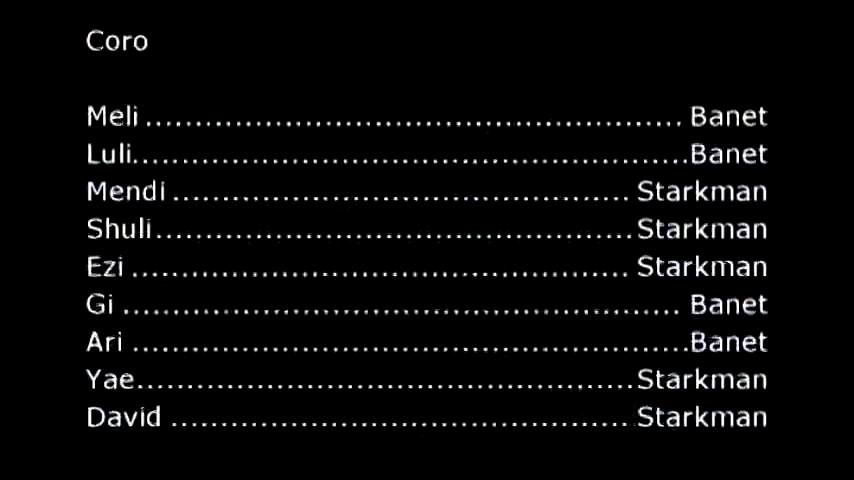 Coro
Meli ...................................................... Banet
Luli........................................................Banet
Mendi .............................................. Starkman
Shuli................................................Starkman
Ezi .................................................. Starkman
Gi ........................................................ Banet
Ari ........................................................Banet
Yae..................................................Starkman
David .............................................. Starkman